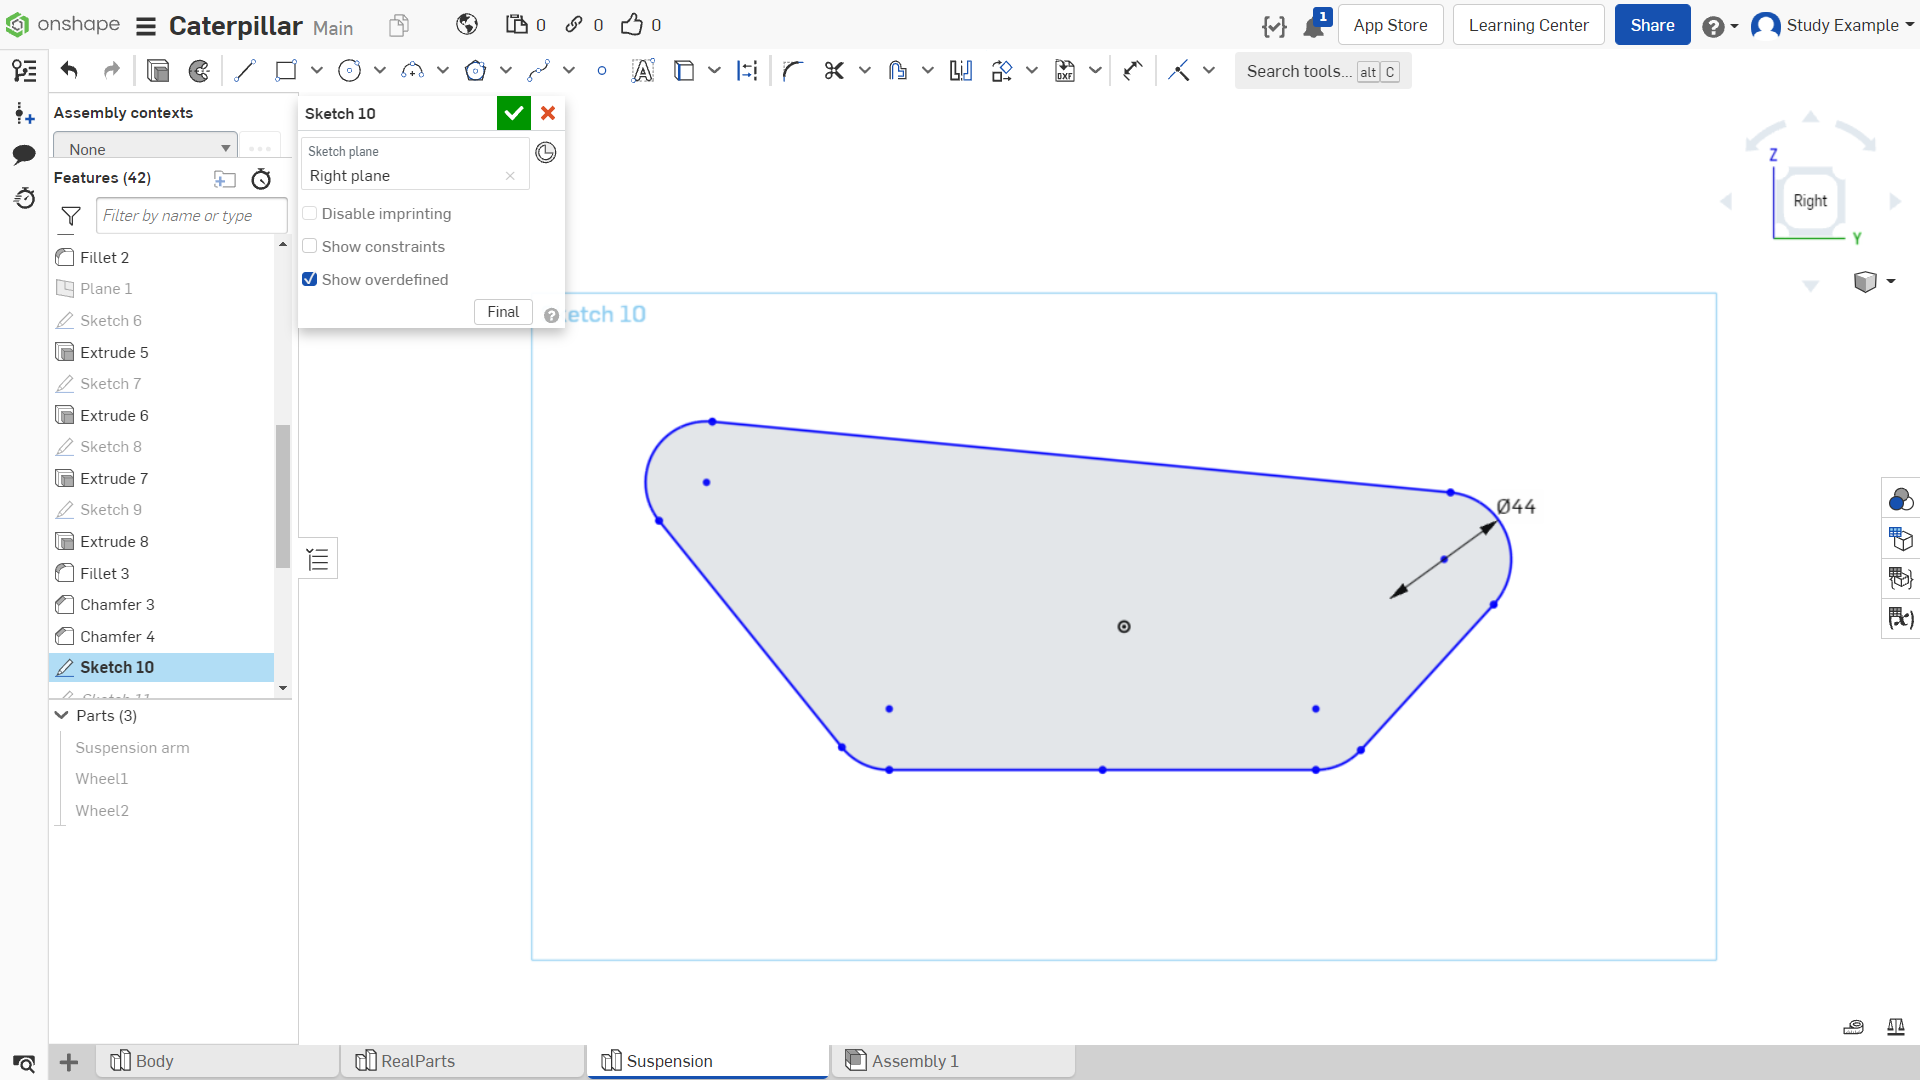 onshape Caterpillar Main 0 0 0 1 App Store Learning Center Share Study Example
Search tools... alt C
Assembly contexts
None
Features (42)
Filter by name or type
Fillet 2
Plane 1
Sketch 6
Extrude 5
Sketch 7
Extrude 6
Sketch 8
Extrude 7
Sketch 9
Extrude 8
Fillet 3
Chamfer 3
Chamfer 4
Sketch 10
Sketch 11
Parts (3)
Suspension arm
Wheel1
Wheel2
Sketch 10
Sketch plane
Right plane
Disable imprinting
Show constraints
Show overdefined
Final
etch 10
Ø44
Z
Right
Y
Body
RealParts
Suspension
Assembly 1